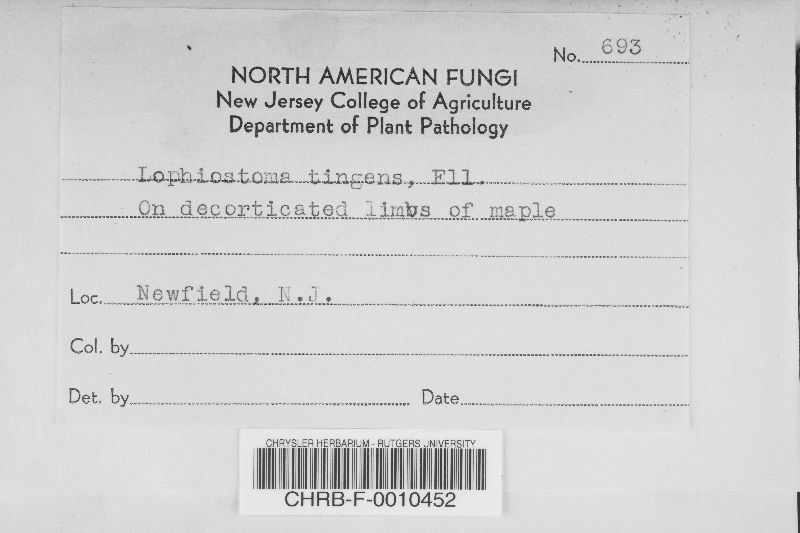 No. 693
NORTH AMERICAN FUNGI
New Jersey College of Agriculture
Department of Plant Pathology
Lophiostoma tingens, Ell.
On decorticated limbs of maple
Loc. Newfield, N.J.
Col. by
Det. by Date
CHRYSLER HERBARIUM - RUTGERS UNIVERSITY
CHRB-F-0010452